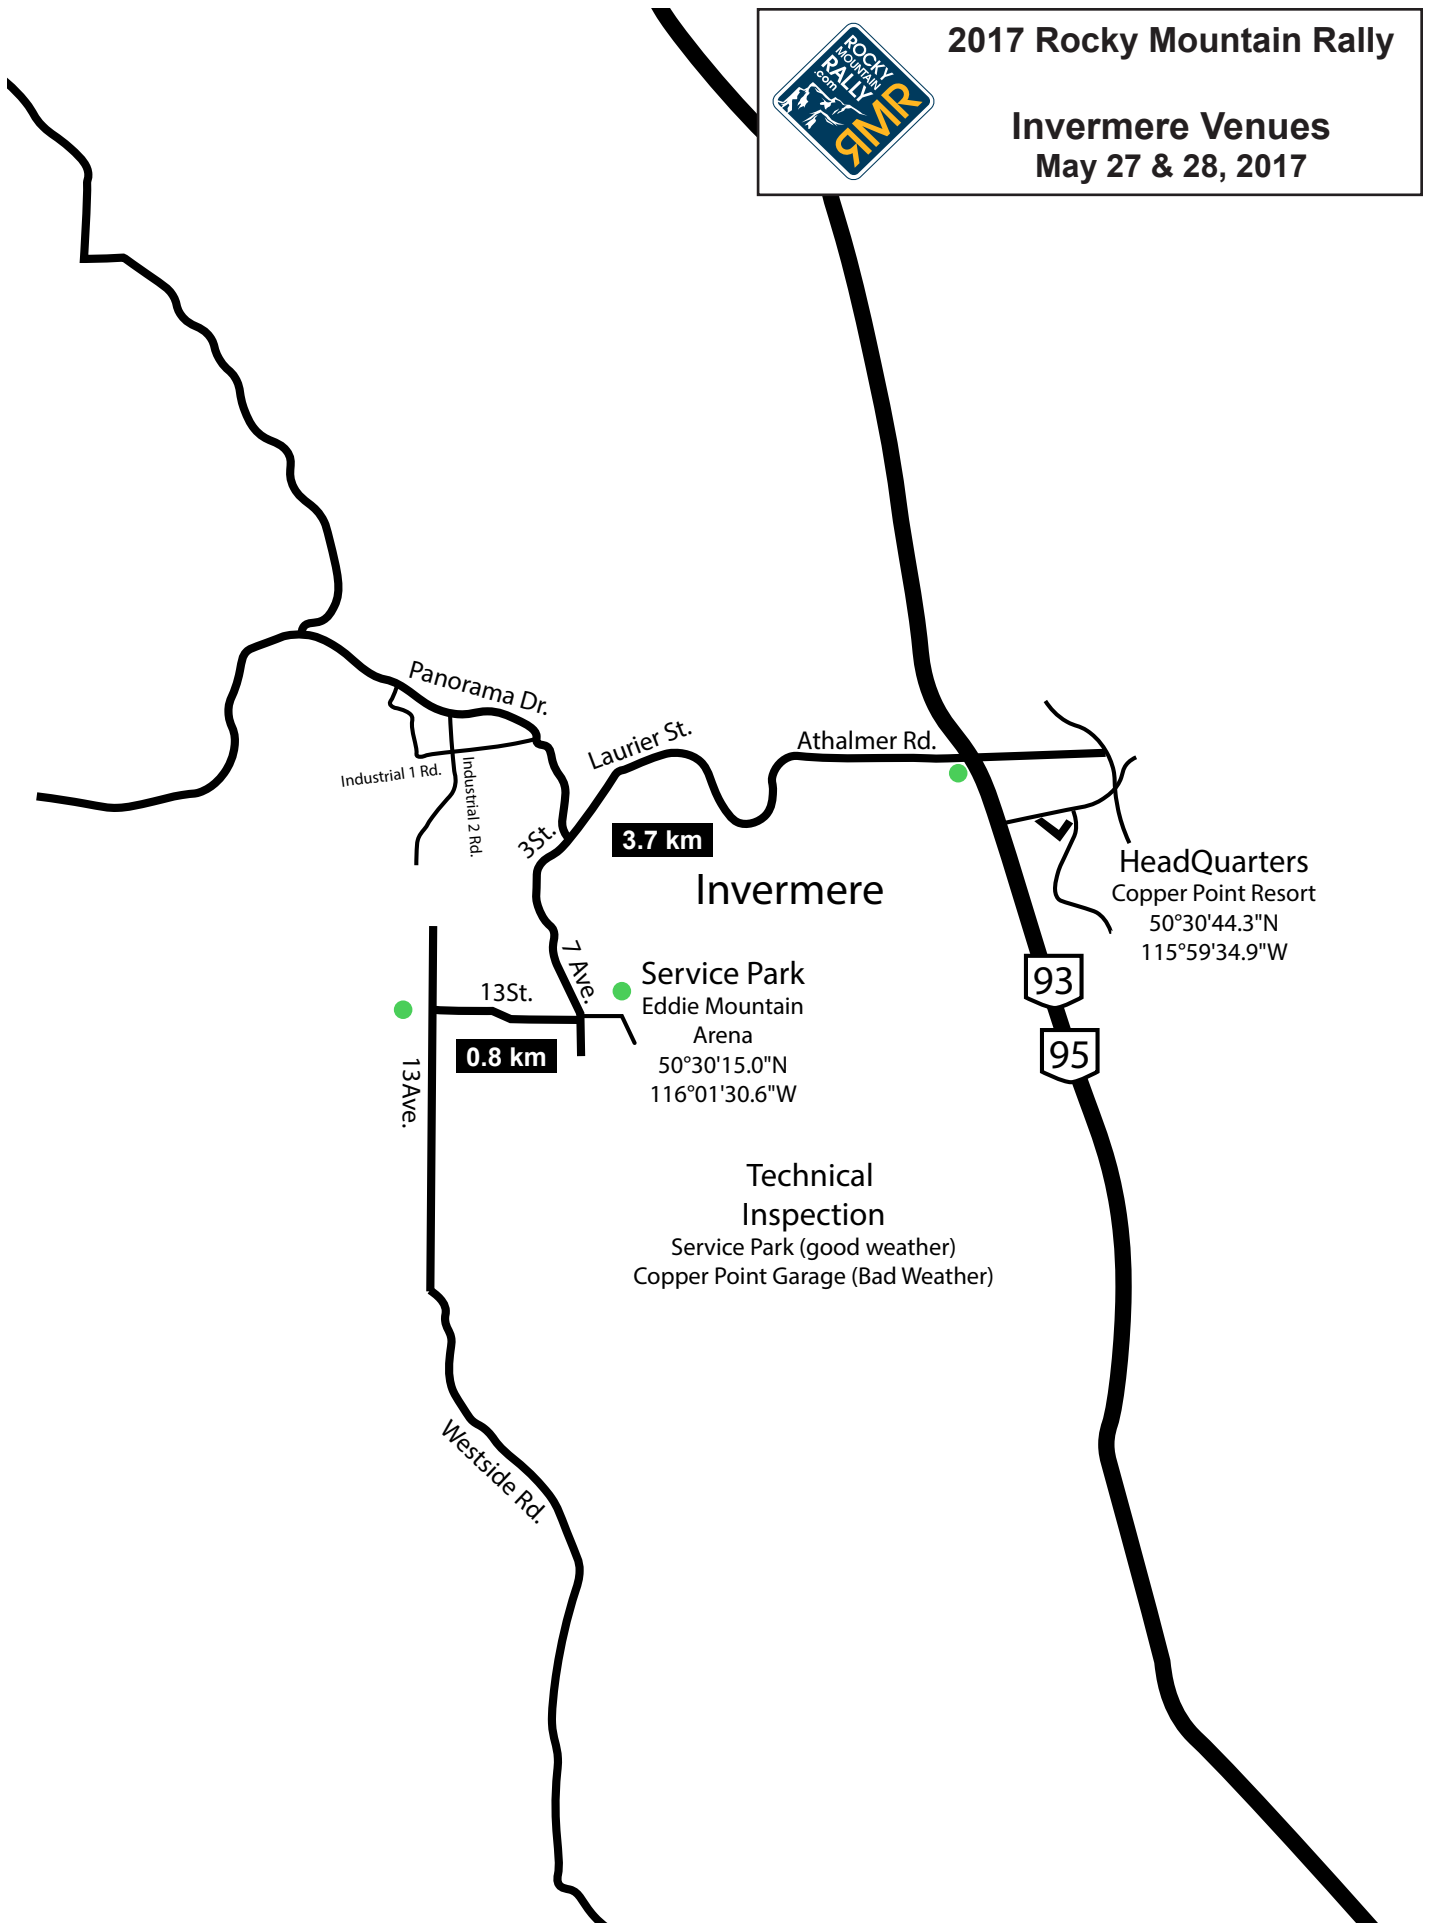 ROCKY
MOUNTAIN
RALLY
.com
RMR
2017 Rocky Mountain Rally
Invermere Venues
May 27 & 28, 2017
Panorama Dr.
Laurier St.
Athalmer Rd.
Industrial 1 Rd.
Industrial 2 Rd.
3St.
3.7 km
Invermere
HeadQuarters
Copper Point Resort
50°30'44.3"N
115°59'34.9"W
7 Ave.
Service Park
Eddie Mountain
Arena
50°30'15.0"N
116°01'30.6"W
13St.
0.8 km
13Ave.
93
95
Technical
Inspection
Service Park (good weather)
Copper Point Garage (Bad Weather)
Westside Rd.